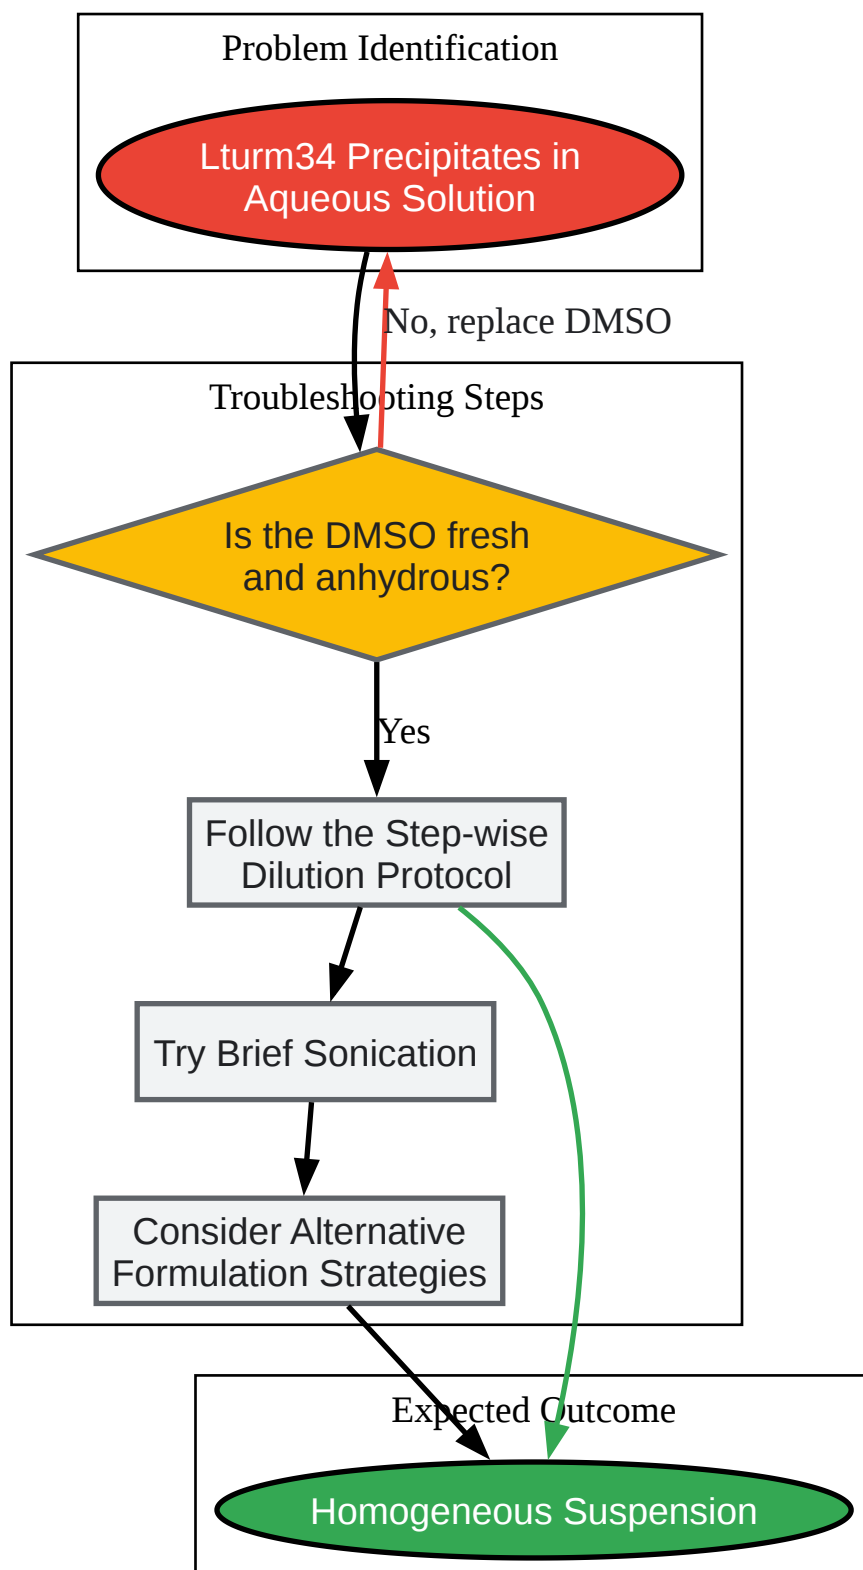 Problem Identification
Lturm34 Precipitates in
Aqueous Solution
No, replace DMSO
Troubleshooting Steps
Is the DMSO fresh
and anhydrous?
Yes
Follow the Step-wise
Dilution Protocol
Try Brief Sonication
Consider Alternative
Formulation Strategies
Expected Outcome
Homogeneous Suspension